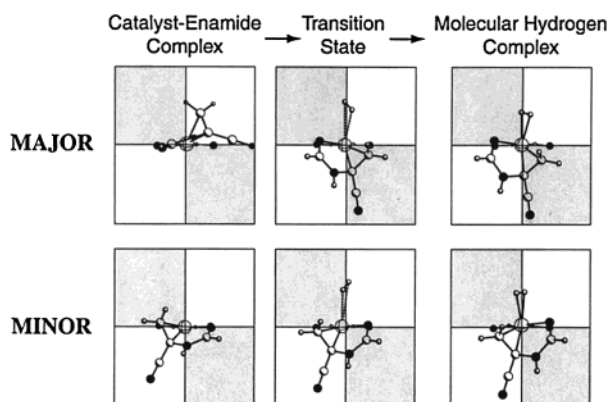 Catalyst-Enamide Complex → Transition State → Molecular Hydrogen Complex
MAJOR
MINOR